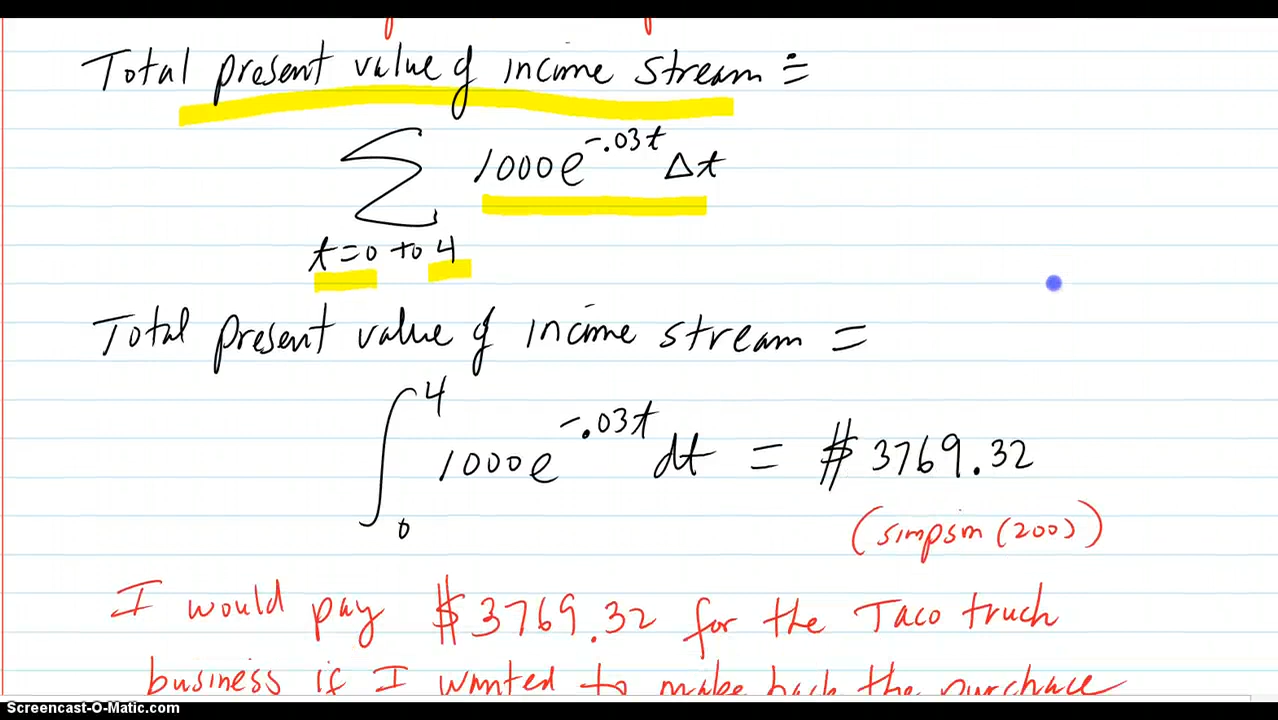 Total present value of income stream ≐
∑ 1000e^-.03t Δt
t=0 to 4
Total present value of income stream =
∫₀⁴ 1000e^-.03t dt = $3769.32
(simpson(200))
I would pay $3769.32 for the Taco truck
business if I wanted to make back the purchase
Screencast-O-Matic.com